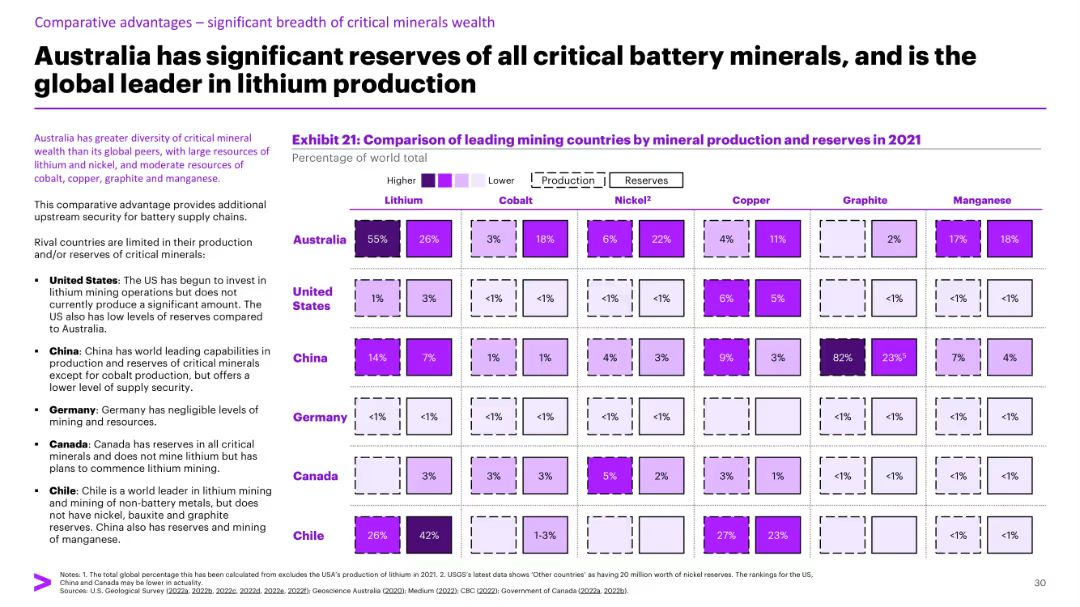 Comparative advantages – significant breadth of critical minerals wealth
Australia has significant reserves of all critical battery minerals, and is the
global leader in lithium production
Australia has greater diversity of critical mineral
wealth than its global peers, with large resources of
lithium and nickel, and moderate resources of
cobalt, copper, graphite and manganese.
This comparative advantage provides additional
upstream security for battery supply chains.
Rival countries are limited in their production
and/or reserves of critical minerals:
▪ United States: The US has begun to invest in
lithium mining operations but does not
currently produce a significant amount. The
US also has low levels of reserves compared
to Australia.
▪ China: China has world leading capabilities in
production and reserves of critical minerals
except for cobalt production, but offers a
lower level of supply security.
▪ Germany: Germany has negligible levels of
mining and resources.
▪ Canada: Canada has reserves in all critical
minerals and does not mine lithium but has
plans to commence lithium mining.
▪ Chile: Chile is a world leader in lithium mining
and mining of non-battery metals, but does
not have nickel, bauxite and graphite
reserves. China also has reserves and mining
of manganese.
Exhibit 21: Comparison of leading mining countries by mineral production and reserves in 2021
Percentage of world total
Higher Lower Production Reserves
Lithium Cobalt Nickel² Copper Graphite Manganese
Australia 55% 26% 3% 18% 6% 22% 4% 11% 2% 17% 18%
United
States 1% 3% <1% <1% <1% <1% 6% 5% <1% <1% <1%
China 14% 7% 1% 1% 4% 3% 9% 3% 82% 23%⁵ 7% 4%
Germany <1% <1% <1% <1% <1% <1% <1% <1% <1% <1%
Canada 3% 3% 3% 5% 2% 3% 1% <1% <1% <1% <1%
Chile 26% 42% 1-3% 27% 23% <1% <1%
Notes: 1. The total global percentage this has been calculated from excludes the USA's production of lithium in 2021. 2. USGS's latest data shows 'Other countries' as having 20 million worth of nickel reserves. The rankings for the US,
China and Canada may be lower in actuality.
Sources: U.S. Geological Survey (2022a, 2022b, 2022c, 2022d, 2022e, 2022f); Geoscience Australia (2020); Medium (2022); CBC (2022); Government of Canada (2022a, 2022b).
30